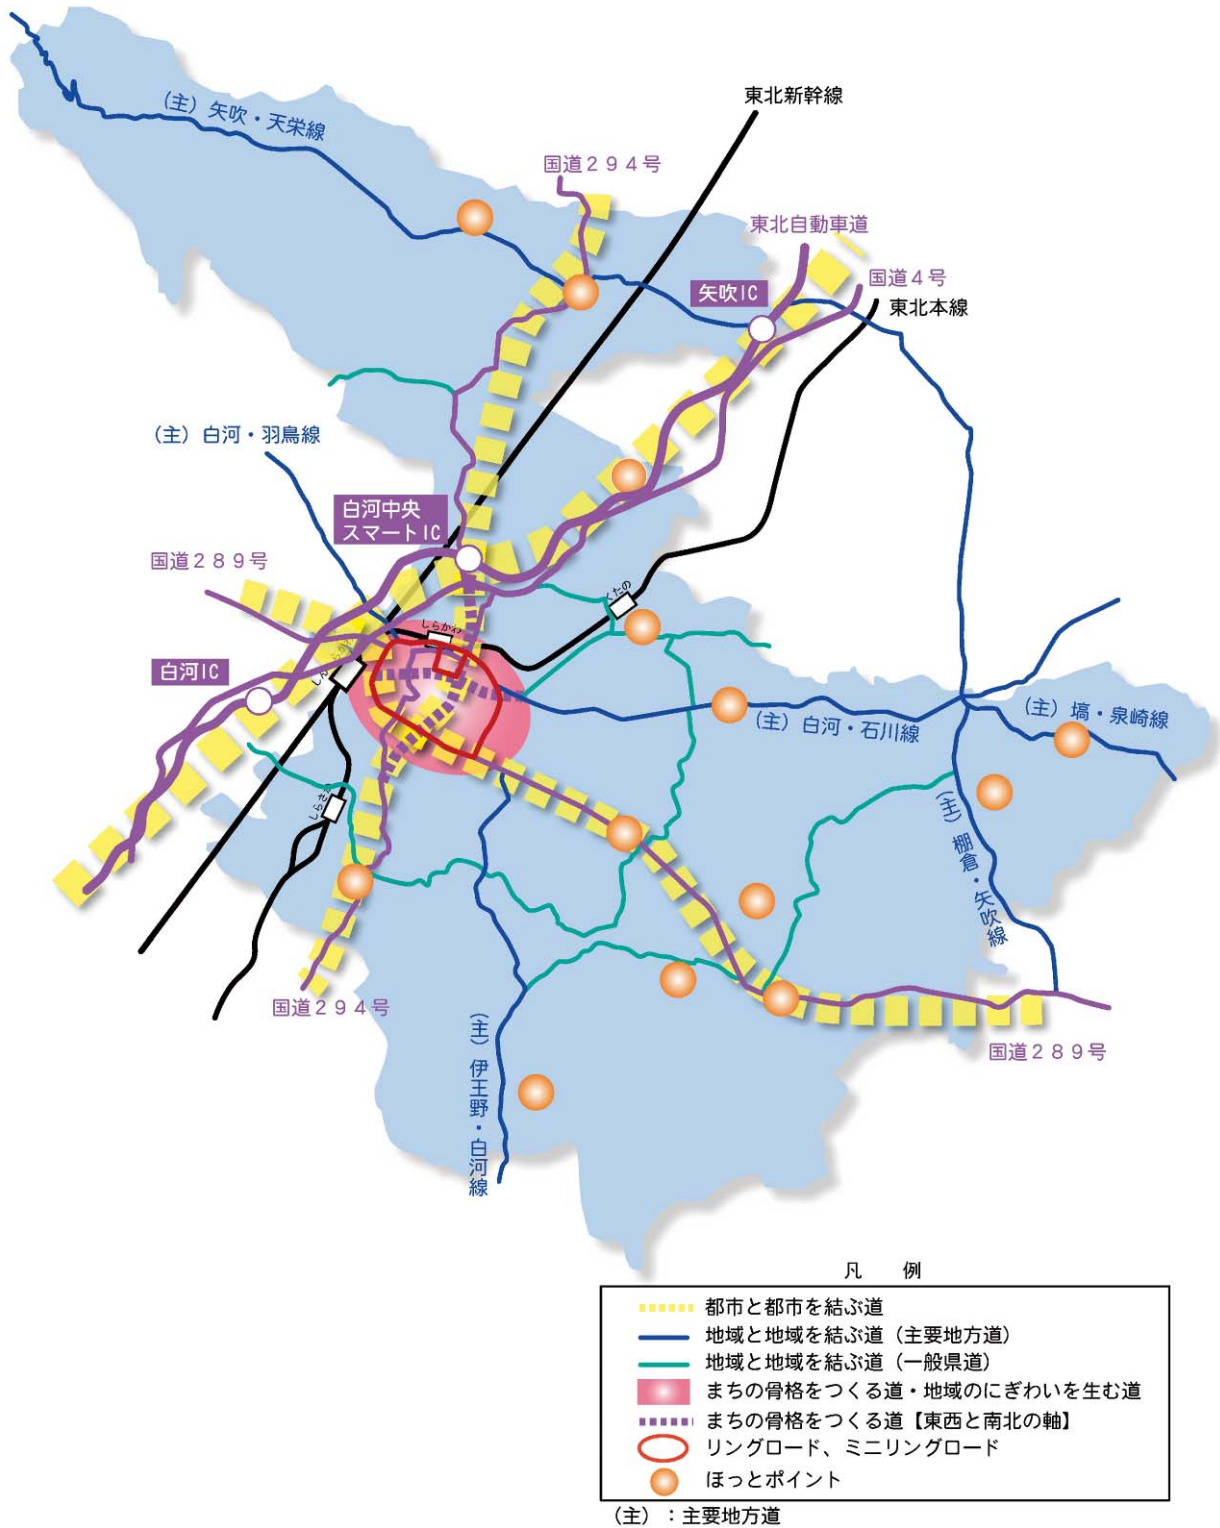 東北新幹線
(主)矢吹・天栄線
国道294号
東北自動車道
国道4号
矢吹IC
東北本線
(主)白河・羽鳥線
白河中央
スマートIC
国道289号
くたの
しらかわ
白河IC
(主)塙・泉崎線
(主)白河・石川線
しらさか
(主)棚倉・矢吹線
国道294号
(主)伊王野・白河線
国道289号
凡 例
都市と都市を結ぶ道
地域と地域を結ぶ道(主要地方道)
地域と地域を結ぶ道(一般県道)
まちの骨格をつくる道・地域のにぎわいを生む道
まちの骨格をつくる道【東西と南北の軸】
リングロード、ミニリングロード
ほっとポイント
(主):主要地方道